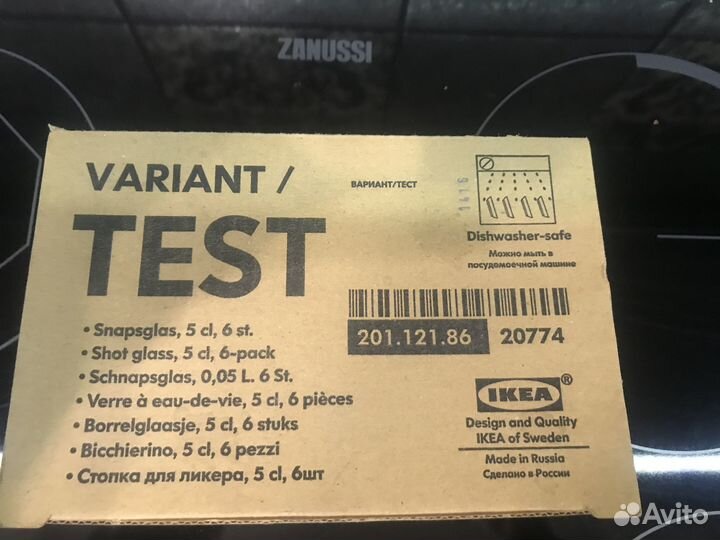 ZANUSSI
VARIANT /
ВАРИАНТ/ТЕСТ
TEST
1416
Dishwasher-safe
Можно мыть в
посудомоечной машине
• Snapsglas, 5 cl, 6 st.
• Shot glass, 5 cl, 6-pack
• Schnapsglas, 0,05 L. 6 St.
• Verre à eau-de-vie, 5 cl, 6 pièces
• Borrelglaasje, 5 cl, 6 stuks
• Bicchierino, 5 cl, 6 pezzi
• Стопка для ликера, 5 cl, 6шт
201.121.86 20774
IKEA®
Design and Quality
IKEA of Sweden
Made in Russia
Сделано в России
Avito